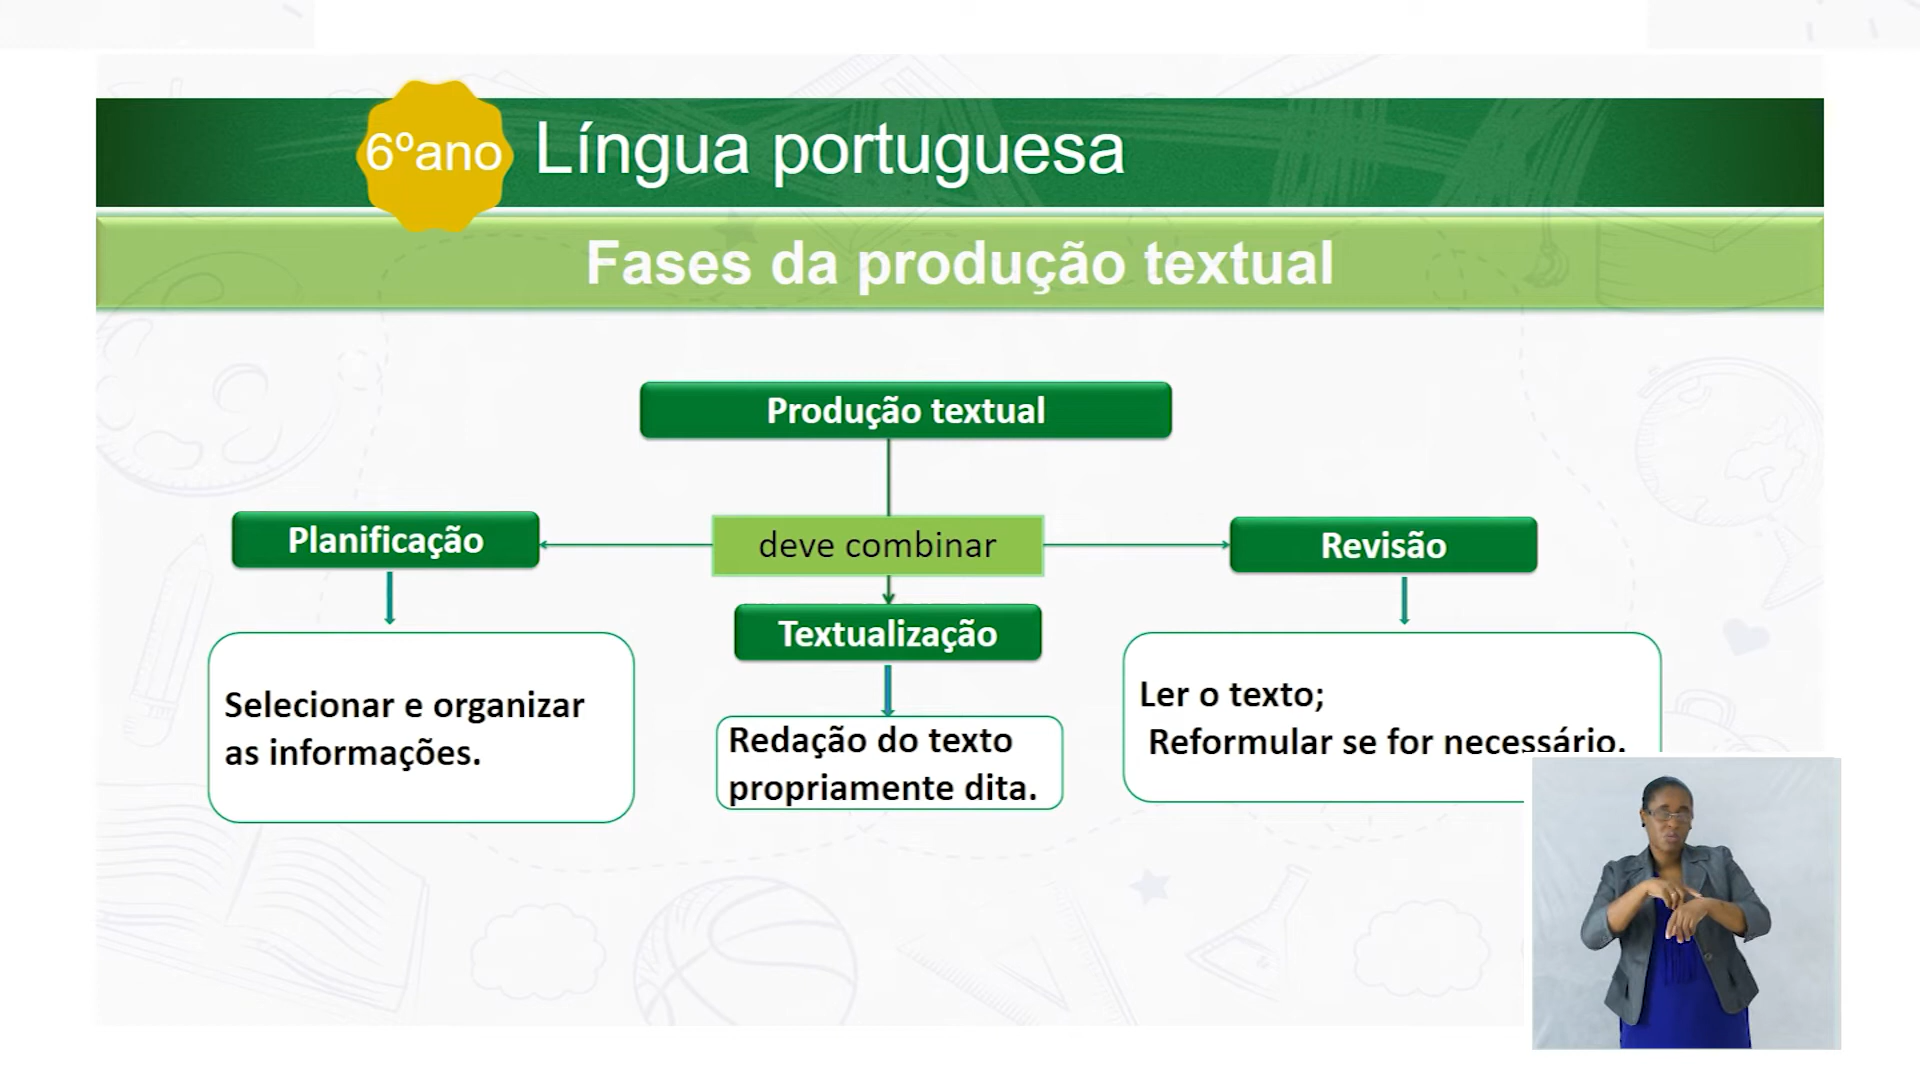 6ºano
Língua portuguesa
Fases da produção textual
Produção textual
Planificação
deve combinar
Revisão
Textualização
Selecionar e organizar
as informações.
Redação do texto
propriamente dita.
Ler o texto;
Reformular se for necessário.